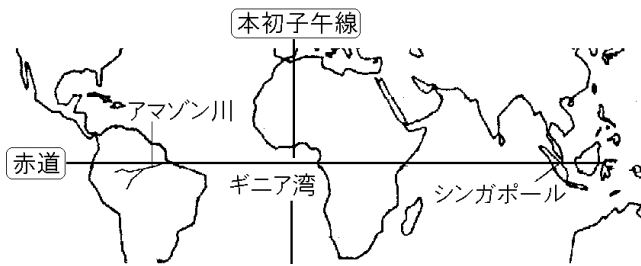 本初子午線
アマゾン川
赤道
ギニア湾
シンガポール